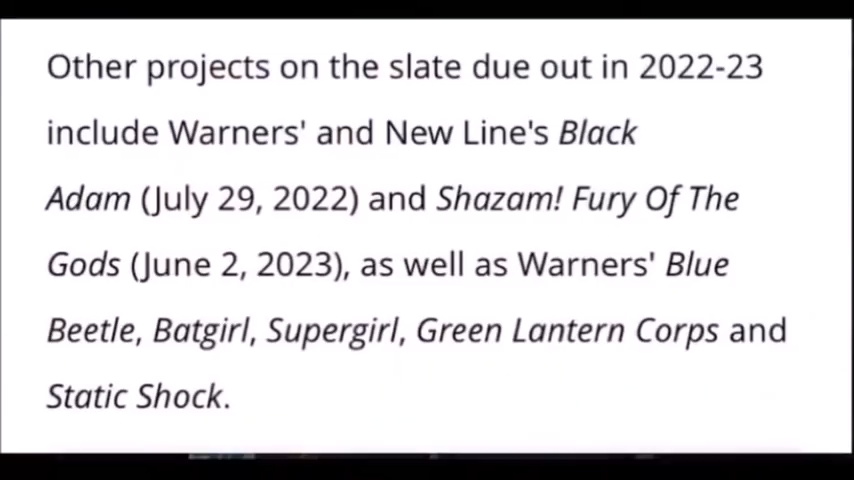 Other projects on the slate due out in 2022-23
include Warners' and New Line's Black
Adam (July 29, 2022) and Shazam! Fury Of The
Gods (June 2, 2023), as well as Warners' Blue
Beetle, Batgirl, Supergirl, Green Lantern Corps and
Static Shock.